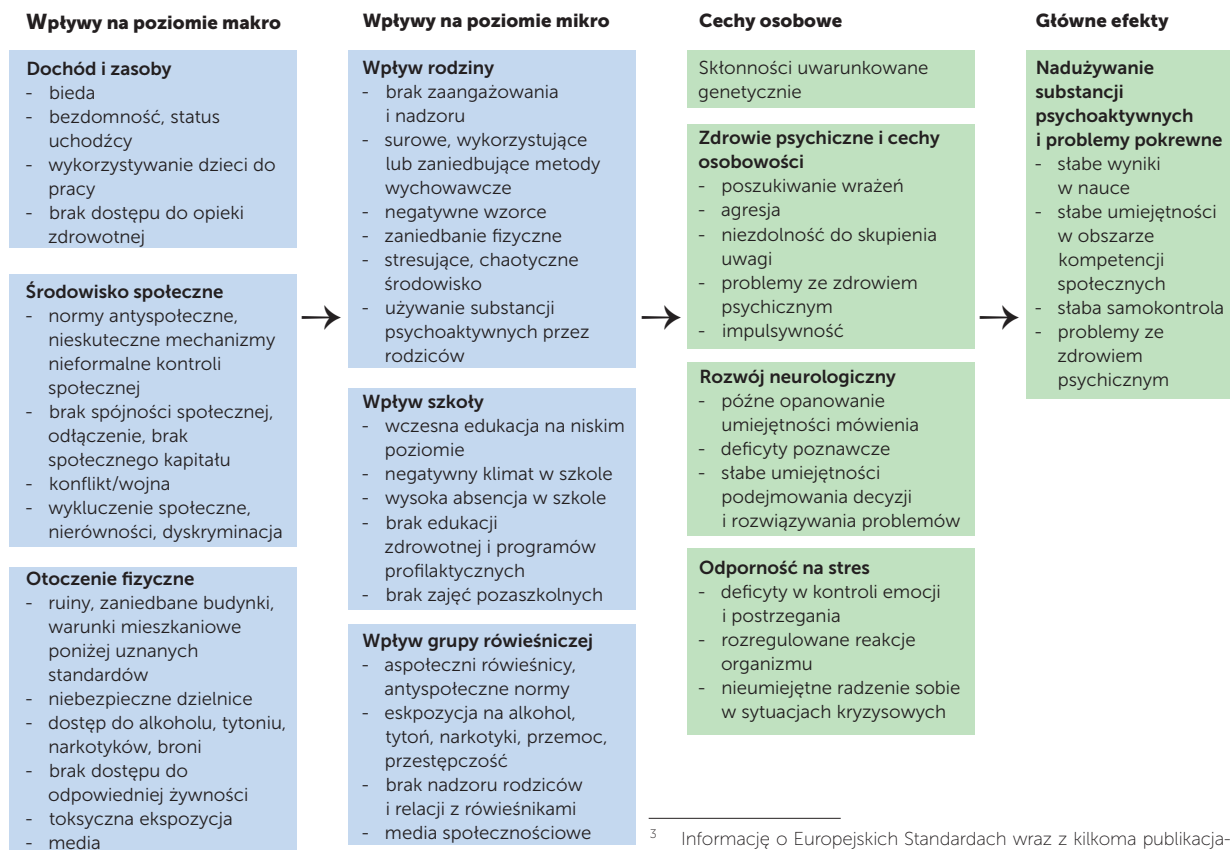 Wpływy na poziomie makro
Dochód i zasoby
- bieda
- bezdomność, status
uchodźcy
- wykorzystywanie dzieci do
pracy
- brak dostępu do opieki
zdrowotnej
Środowisko społeczne
- normy antyspołeczne,
nieskuteczne mechanizmy
nieformalne kontroli
społecznej
- brak spójności społecznej,
odłączenie, brak
społecznego kapitału
- konflikt/wojna
- wykluczenie społeczne,
nierówności, dyskryminacja
Otoczenie fizyczne
- ruiny, zaniedbane budynki,
warunki mieszkaniowe
poniżej uznanych
standardów
- niebezpieczne dzielnice
- dostęp do alkoholu, tytoniu,
narkotyków, broni
- brak dostępu do
odpowiedniej żywności
- toksyczna ekspozycja
- media
Wpływy na poziomie mikro
Wpływ rodziny
- brak zaangażowania
i nadzoru
- surowe, wykorzystujące
lub zaniedbujące metody
wychowawcze
- negatywne wzorce
- zaniedbanie fizyczne
- stresujące, chaotyczne
środowisko
- używanie substancji
psychoaktywnych przez
rodziców
Wpływ szkoły
- wczesna edukacja na niskim
poziomie
- negatywny klimat w szkole
- wysoka absencja w szkole
- brak edukacji
zdrowotnej i programów
profilaktycznych
- brak zajęć pozaszkolnych
Wpływ grupy rówieśniczej
- aspołeczni rówieśnicy,
antyspołeczne normy
- eskpozycja na alkohol,
tytoń, narkotyki, przemoc,
przestępczość
- brak nadzoru rodziców
i relacji z rówieśnikami
- media społecznościowe
Cechy osobowe
Skłonności uwarunkowane
genetycznie
Zdrowie psychiczne i cechy
osobowości
- poszukiwanie wrażeń
- agresja
- niezdolność do skupienia
uwagi
- problemy ze zdrowiem
psychicznym
- impulsywność
Rozwój neurologiczny
- późne opanowanie
umiejętności mówienia
- deficyty poznawcze
- słabe umiejętności
podejmowania decyzji
i rozwiązywania problemów
Odporność na stres
- deficyty w kontroli emocji
i postrzegania
- rozregulowane reakcje
organizmu
- nieumiejętne radzenie sobie
w sytuacjach kryzysowych
Główne efekty
Nadużywanie
substancji
psychoaktywnych
i problemy pokrewne
- słabe wyniki
w nauce
- słabe umiejętności
w obszarze
kompetencji
społecznych
- słaba samokontrola
- problemy ze
zdrowiem
psychicznym
3 Informację o Europejskich Standardach wraz z kilkoma publikacja-